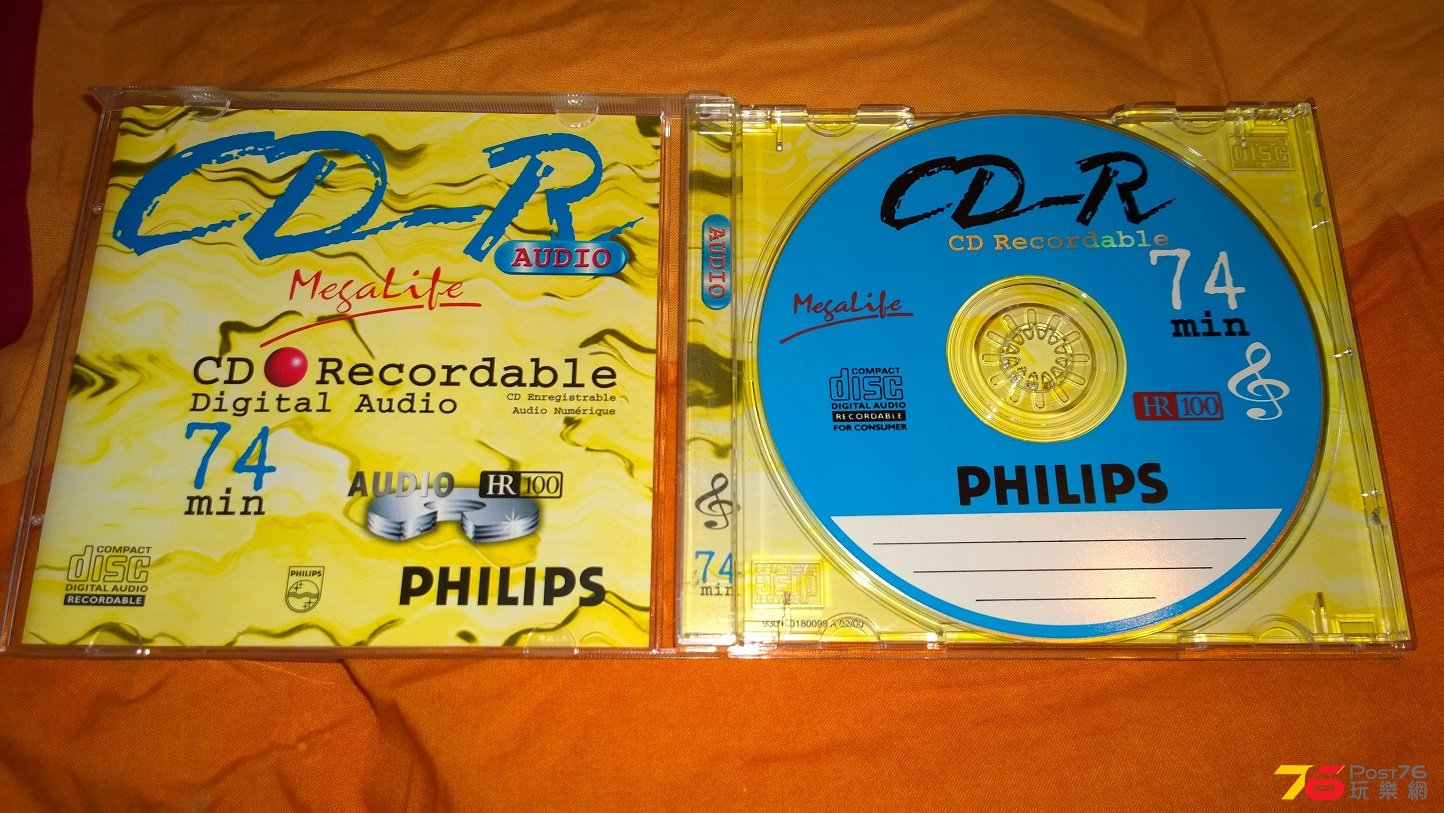 CD-R
AUDIO
MegaLife
CD Recordable
Digital Audio
CD Enregistrable
Audio Numérique
74
min
AUDIO HR 100
COMPACT
disc
DIGITAL AUDIO
RECORDABLE
PHILIPS
PHILIPS
AUDIO
74
min
CD-R
CD Recordable
74
min
MegaLife
COMPACT
disc
DIGITAL AUDIO
RECORDABLE
FOR CONSUMER
HR 100
PHILIPS
disc
POST76
玩樂網